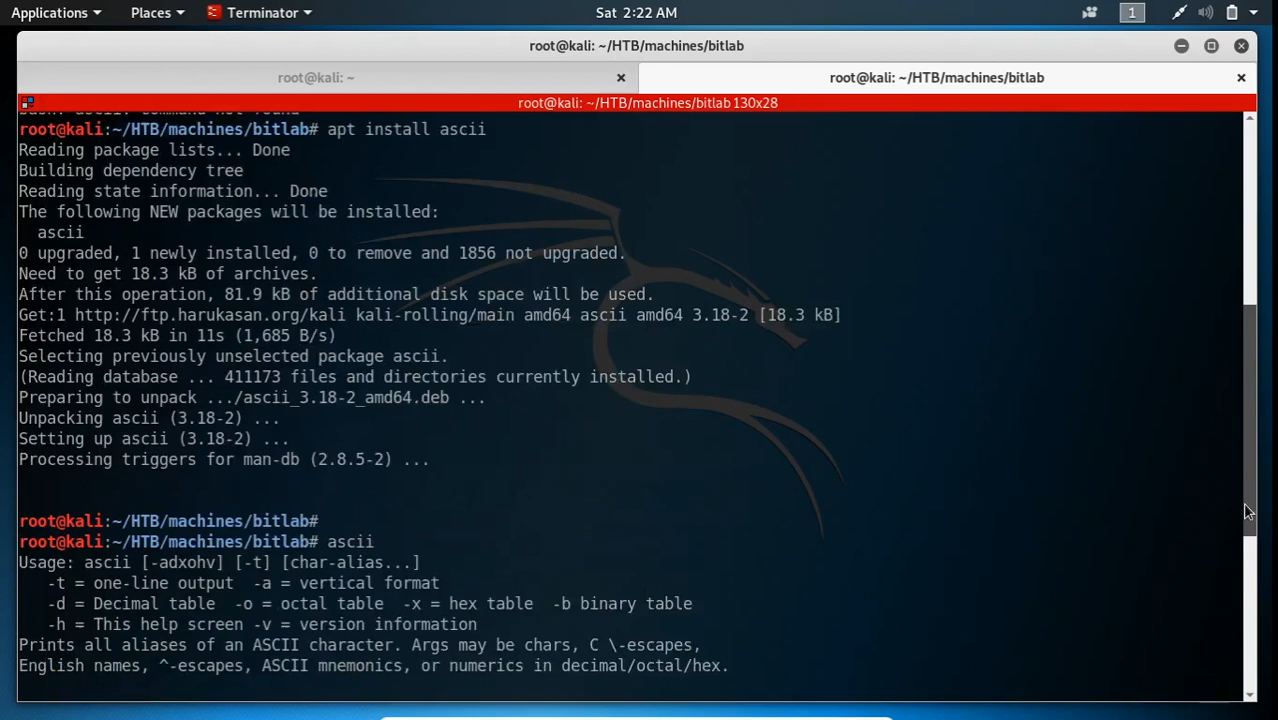 Applications Places Terminator Sat 2:22 AM 1
root@kali: ~/HTB/machines/bitlab
root@kali: ~ root@kali: ~/HTB/machines/bitlab
root@kali: ~/HTB/machines/bitlab 130x28
root@kali:~/HTB/machines/bitlab# apt install ascii
Reading package lists... Done
Building dependency tree
Reading state information... Done
The following NEW packages will be installed:
ascii
0 upgraded, 1 newly installed, 0 to remove and 1856 not upgraded.
Need to get 18.3 kB of archives.
After this operation, 81.9 kB of additional disk space will be used.
Get:1 http://ftp.harukasan.org/kali kali-rolling/main amd64 ascii amd64 3.18-2 [18.3 kB]
Fetched 18.3 kB in 11s (1,685 B/s)
Selecting previously unselected package ascii.
(Reading database ... 411173 files and directories currently installed.)
Preparing to unpack .../ascii_3.18-2_amd64.deb ...
Unpacking ascii (3.18-2) ...
Setting up ascii (3.18-2) ...
Processing triggers for man-db (2.8.5-2) ...
root@kali:~/HTB/machines/bitlab#
root@kali:~/HTB/machines/bitlab# ascii
Usage: ascii [-adxohv] [-t] [char-alias...]
-t = one-line output -a = vertical format
-d = Decimal table -o = octal table -x = hex table -b binary table
-h = This help screen -v = version information
Prints all aliases of an ASCII character. Args may be chars, C \-escapes,
English names, ^-escapes, ASCII mnemonics, or numerics in decimal/octal/hex.